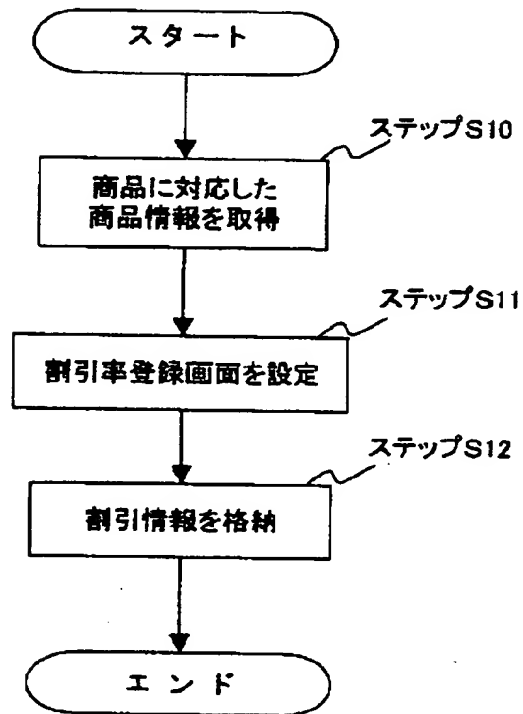 スタート
ステップS10
商品に対応した
商品情報を取得
ステップS11
割引率登録画面を設定
ステップS12
割引情報を格納
エンド